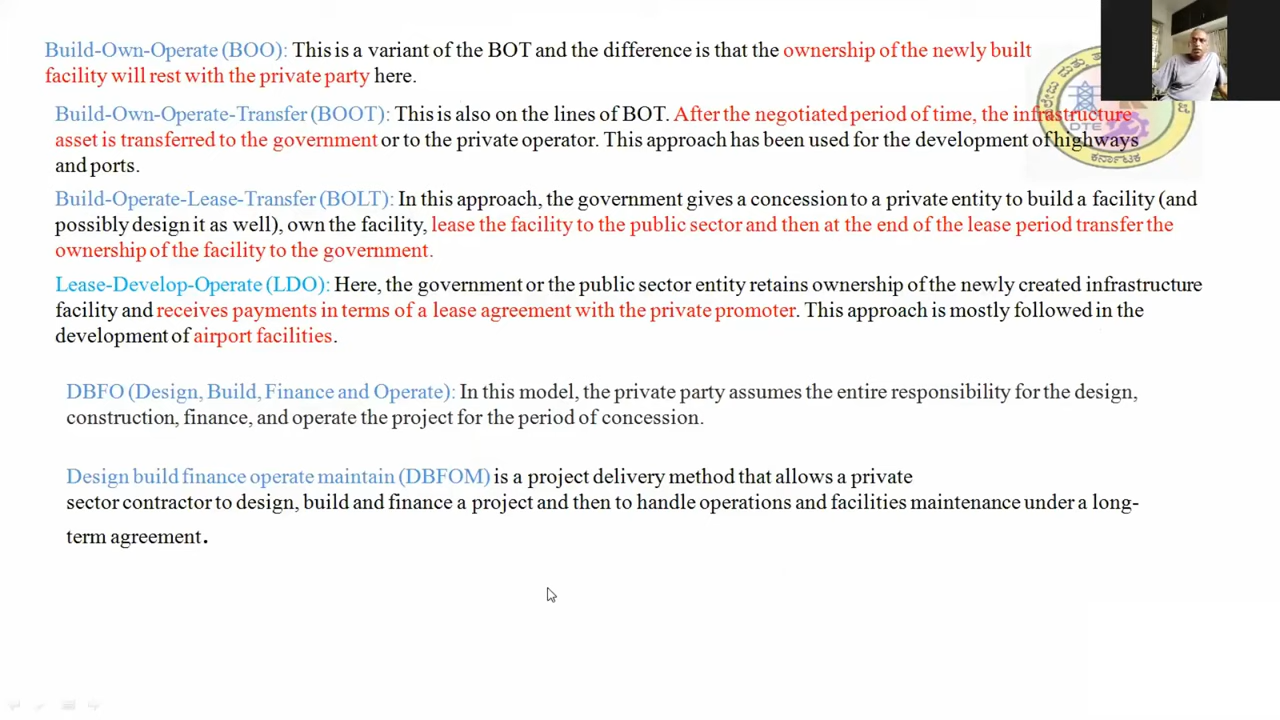 Build-Own-Operate (BOO): This is a variant of the BOT and the difference is that the ownership of the newly built
facility will rest with the private party here.
Build-Own-Operate-Transfer (BOOT): This is also on the lines of BOT. After the negotiated period of time, the infrastructure
asset is transferred to the government or to the private operator. This approach has been used for the development of highways
and ports.
Build-Operate-Lease-Transfer (BOLT): In this approach, the government gives a concession to a private entity to build a facility (and
possibly design it as well), own the facility, lease the facility to the public sector and then at the end of the lease period transfer the
ownership of the facility to the government.
Lease-Develop-Operate (LDO): Here, the government or the public sector entity retains ownership of the newly created infrastructure
facility and receives payments in terms of a lease agreement with the private promoter. This approach is mostly followed in the
development of airport facilities.
DBFO (Design, Build, Finance and Operate): In this model, the private party assumes the entire responsibility for the design,
construction, finance, and operate the project for the period of concession.
Design build finance operate maintain (DBFOM) is a project delivery method that allows a private
sector contractor to design, build and finance a project and then to handle operations and facilities maintenance under a long-
term agreement.
DTE
ಕರ್ನಾಟಕ